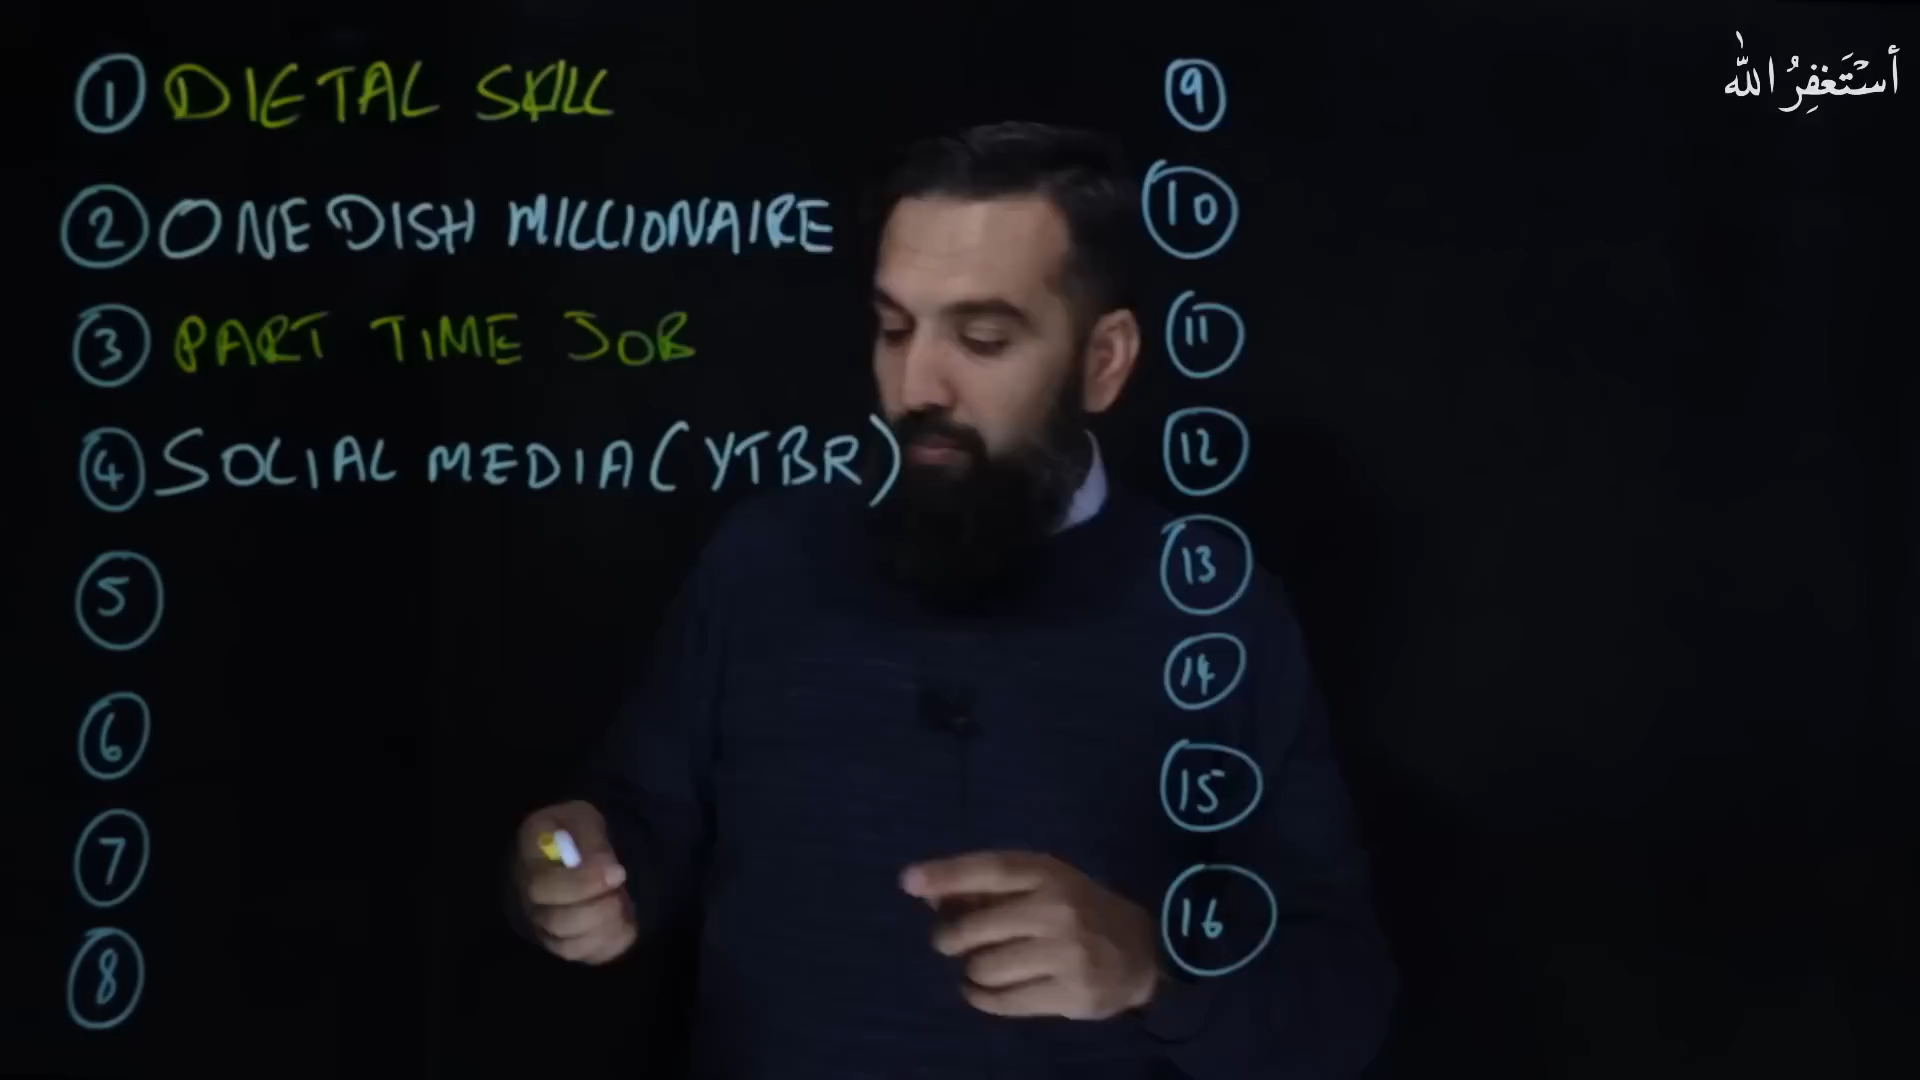 ① DIETAL SKILL
② ONE DISH MILLIONAIRE
③ PART TIME JOB
④ SOCIAL MEDIA (YTBR)
⑤
⑥
⑦
⑧
⑨
⑩
⑪
⑫
⑬
⑭
⑮
⑯
أَسْتَغْفِرُ اللّٰه